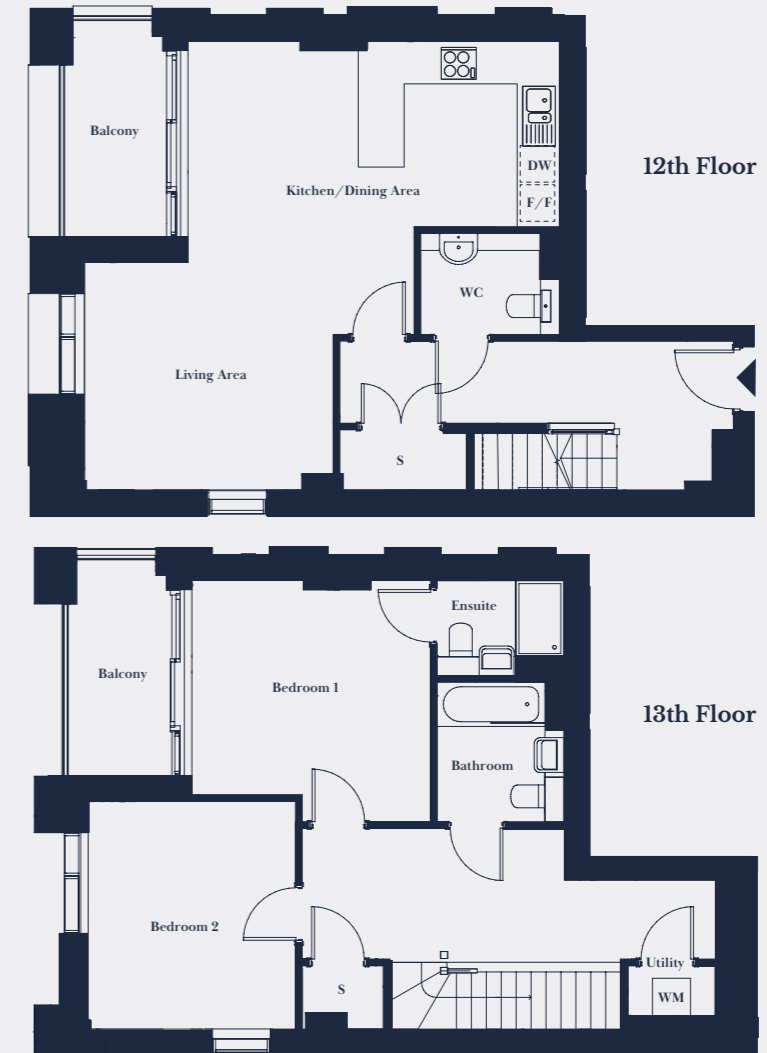 Balcony
12th Floor
DW
Kitchen/Dining Area
F/F
WC
Living Area
S
Ensuite
Balcony
Bedroom 1
13th Floor
Bathroom
Bedroom 2
Utility
S
WM